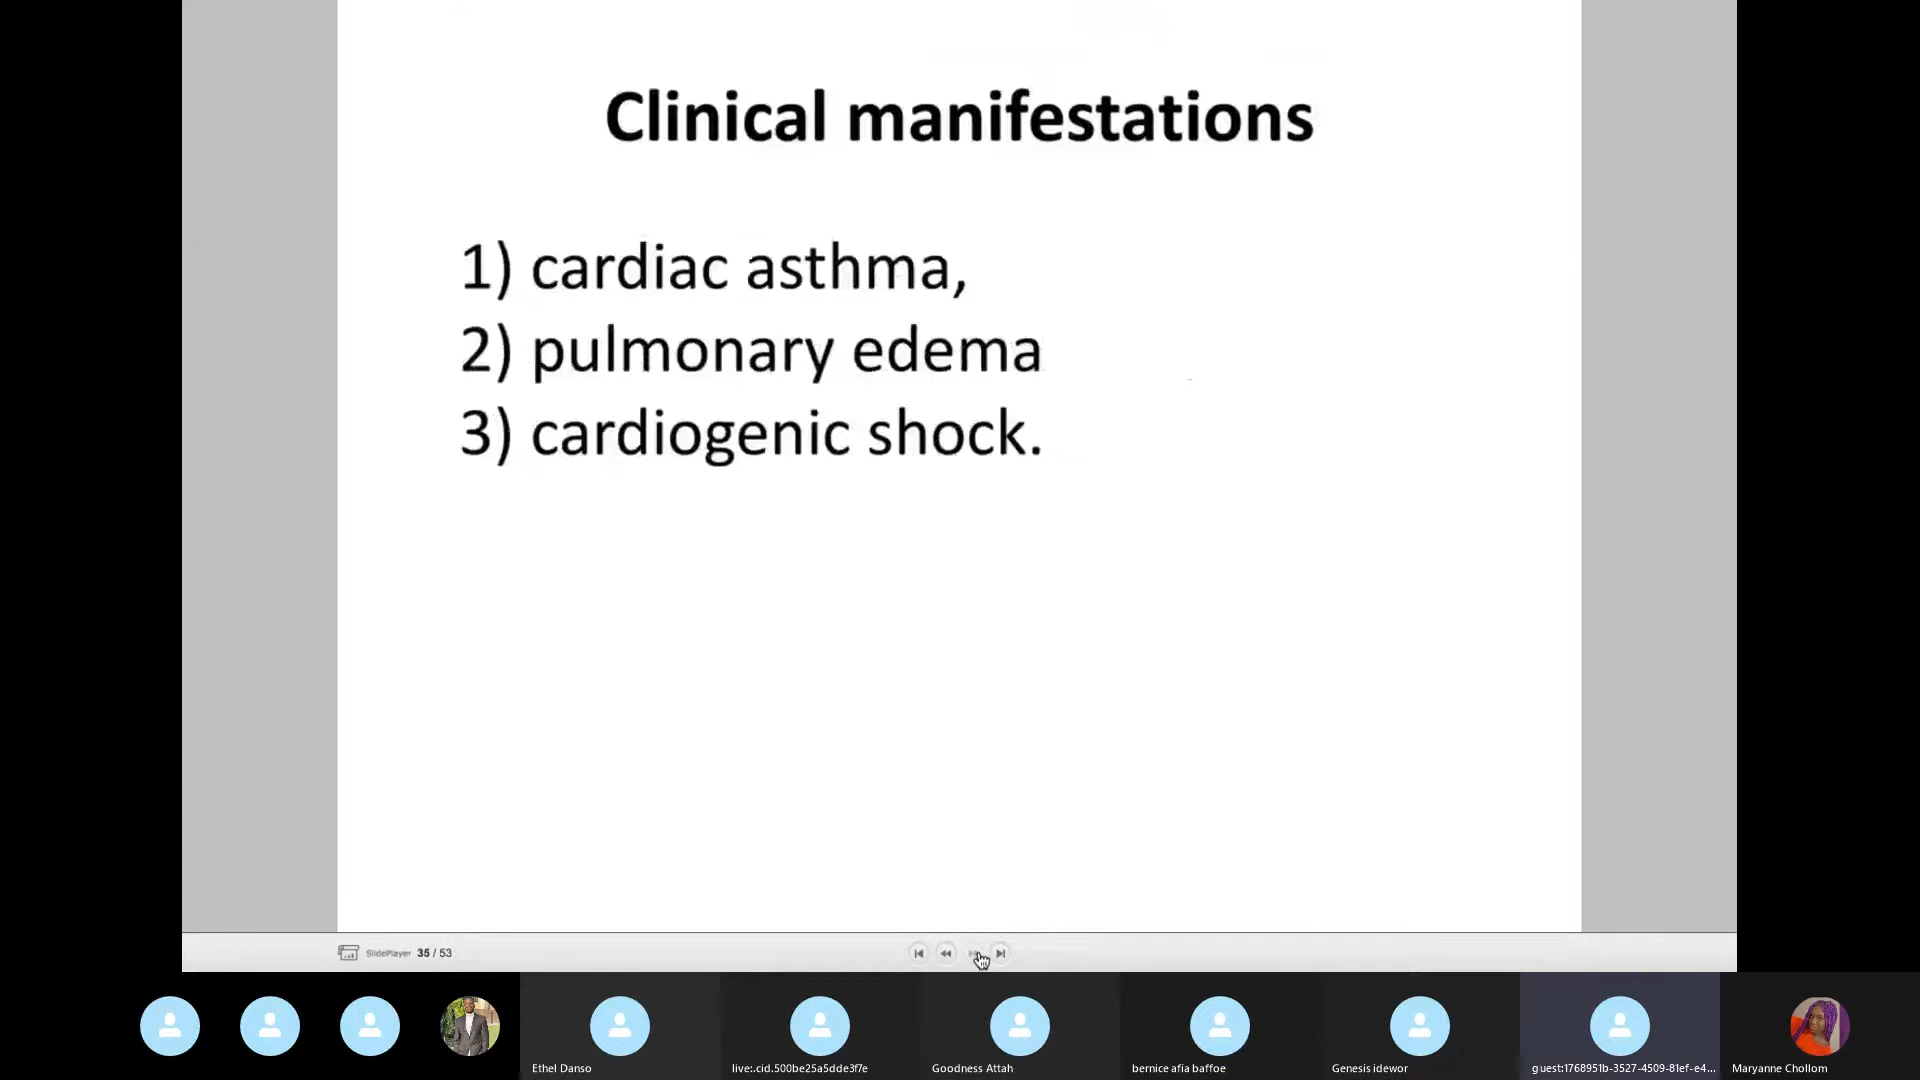 Clinical manifestations
1) cardiac asthma,
2) pulmonary edema
3) cardiogenic shock.
SlidePlayer 35 / 53
Ethel Danso
live:.cid.500be25a5dde3f7e
Goodness Attah
bernice afia baffoe
Genesis idewor
guest:1768951b-3527-4509-81ef-e4...
Maryanne Chollom